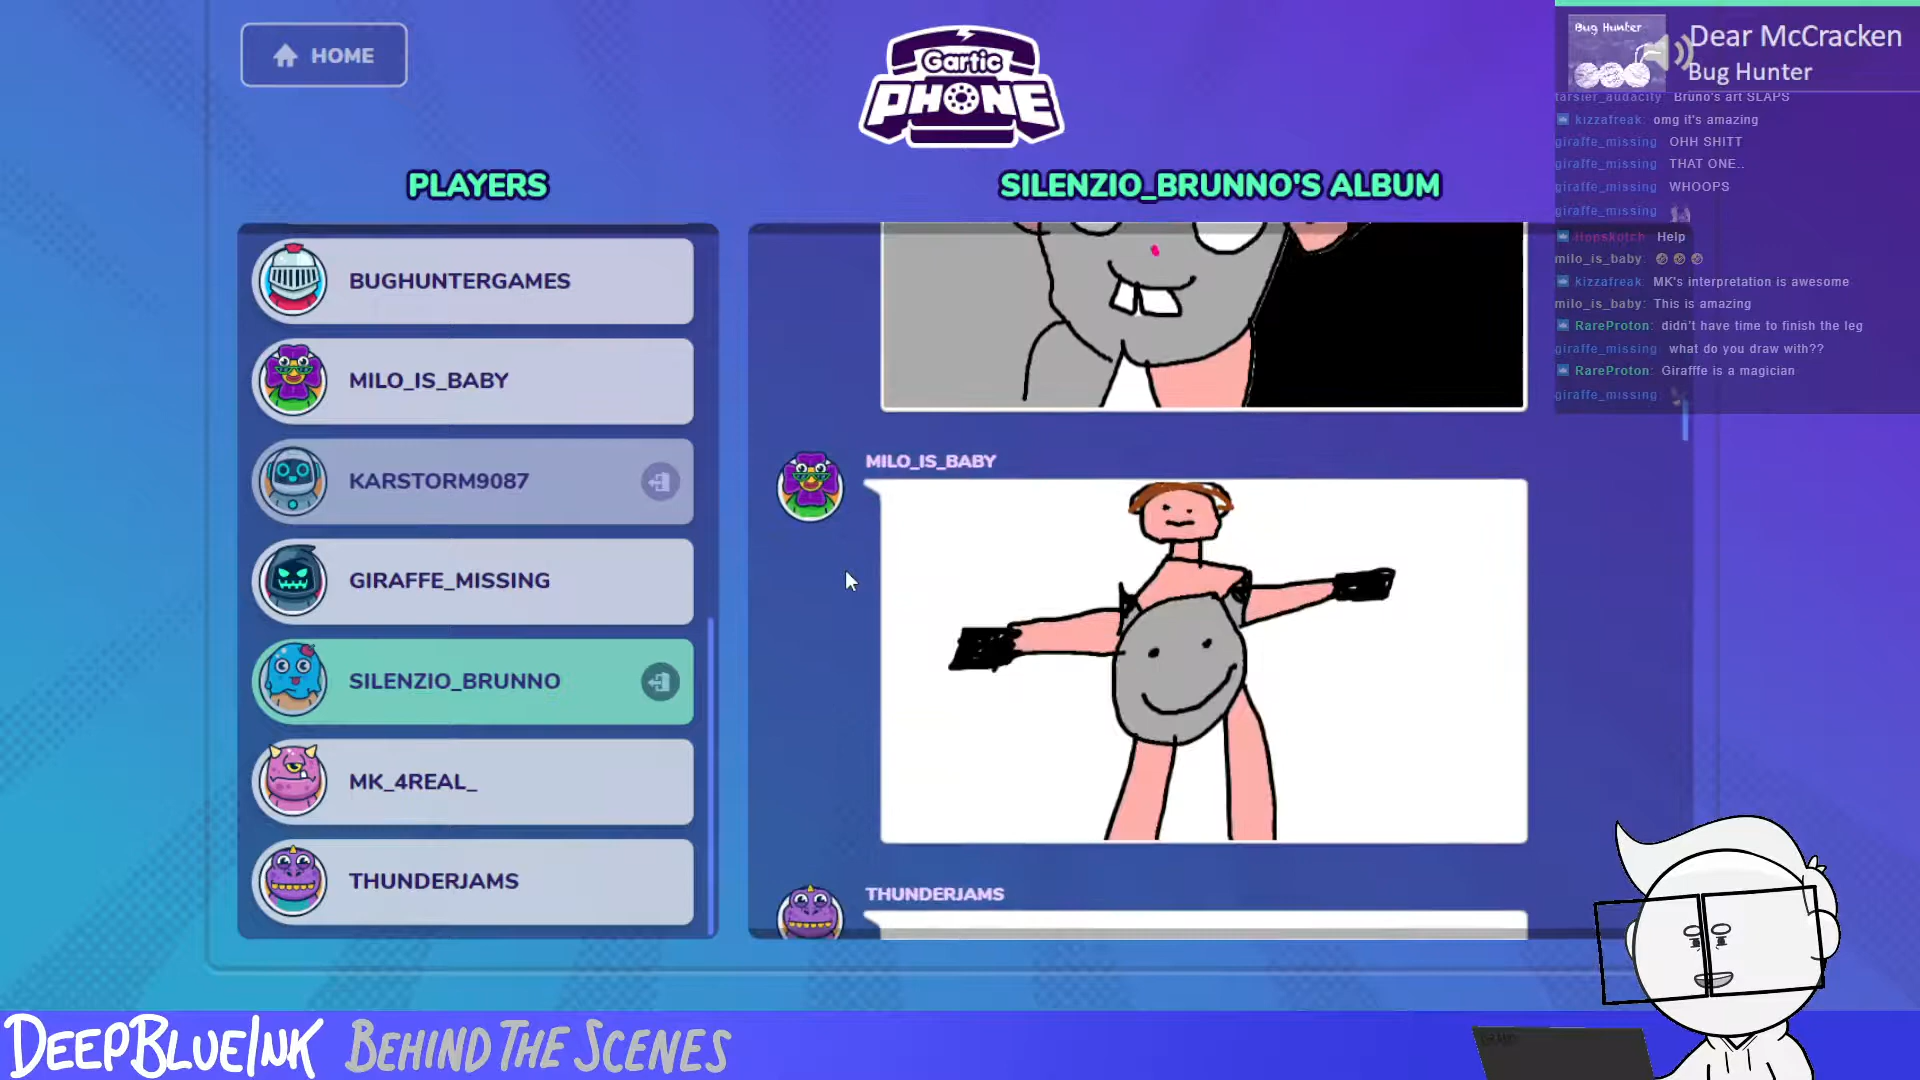 HOME
Gartic
PHONE
PLAYERS
SILENZIO_BRUNNO'S ALBUM
BUGHUNTERGAMES
MILO_IS_BABY
KARSTORM9087
GIRAFFE_MISSING
SILENZIO_BRUNNO
MK_4REAL_
THUNDERJAMS
MILO_IS_BABY
THUNDERJAMS
Bug Hunter
Dear McCracken
Bug Hunter
tarsier_audacity Bruno's art SLAPS
kizzafreak: omg it's amazing
giraffe_missing OHH SHITT
giraffe_missing THAT ONE..
giraffe_missing WHOOPS
giraffe_missing
Hopskotch Help
milo_is_baby:
kizzafreak: MK's interpretation is awesome
milo_is_baby: This is amazing
RareProton: didn't have time to finish the leg
giraffe_missing what do you draw with??
RareProton: Girafffe is a magician
giraffe_missing
DEEPBLUEINK BEHIND THE SCENES